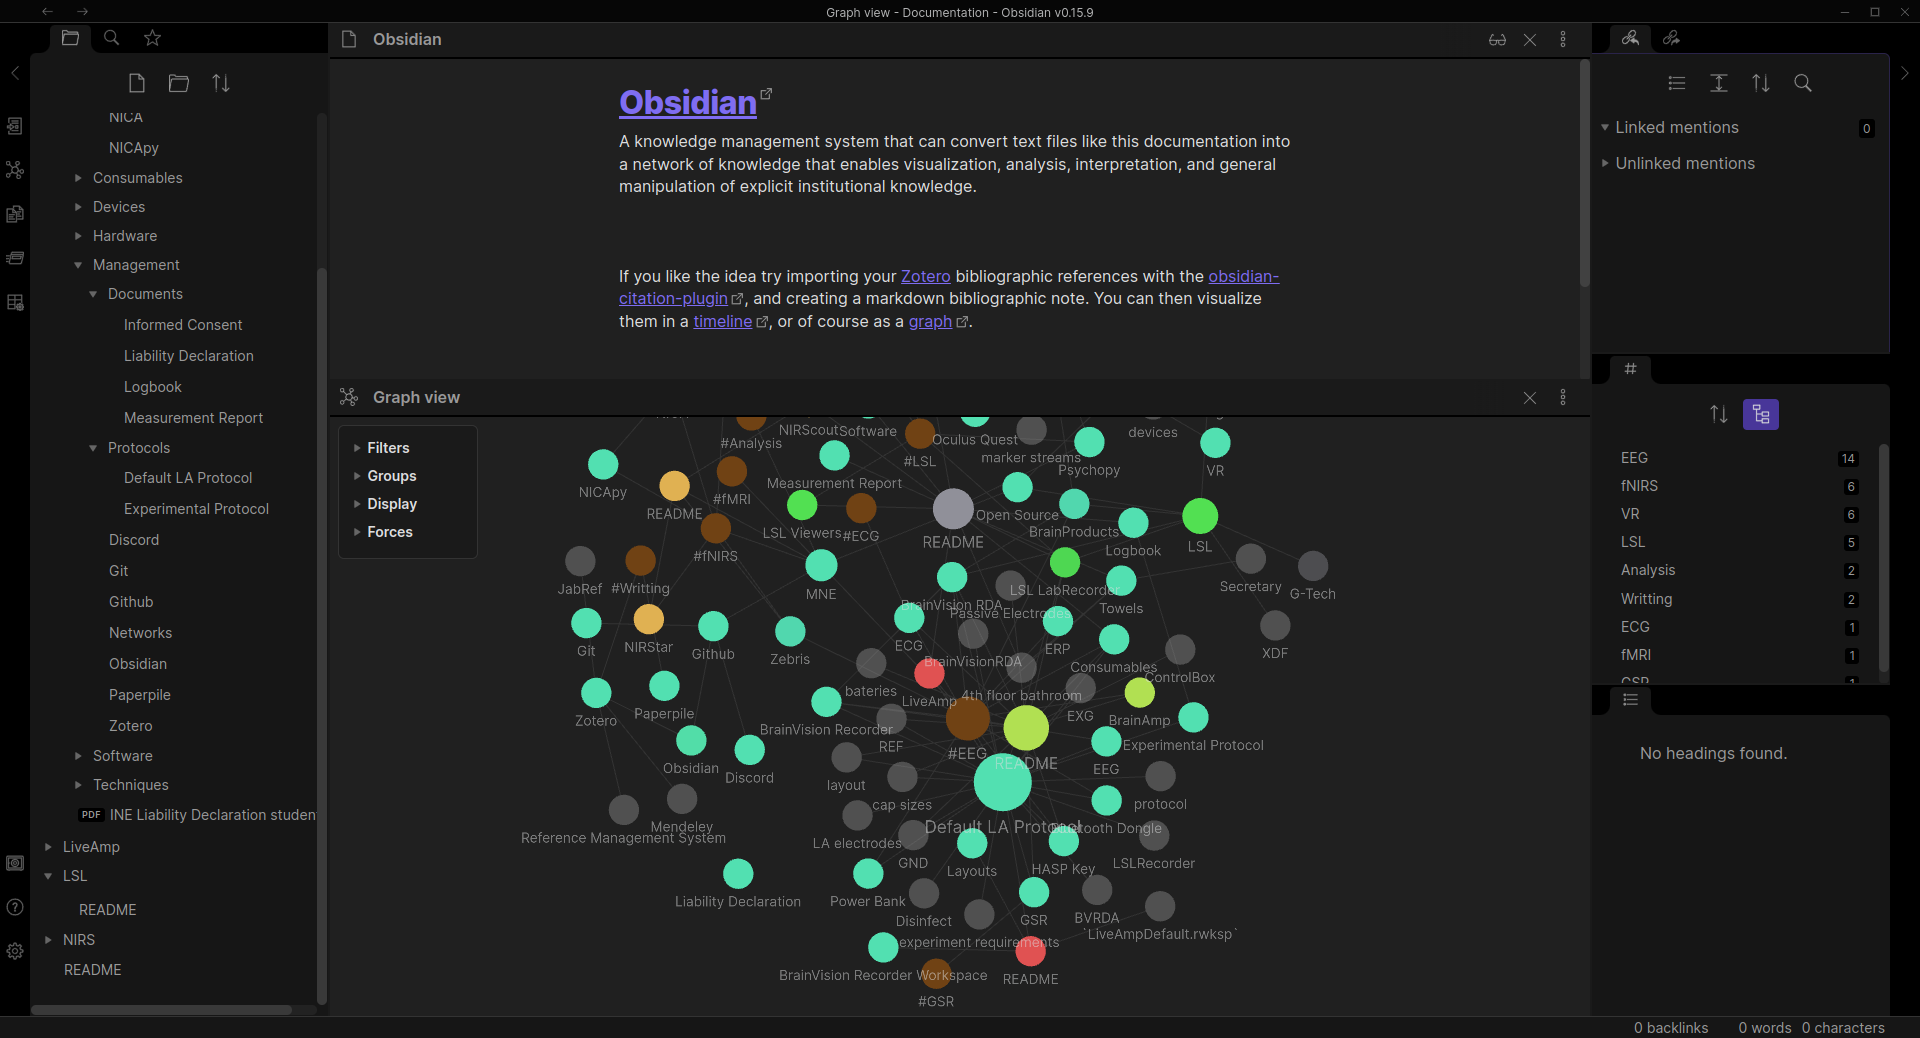 Graph view - Documentation - Obsidian v0.15.9
NICA
NICApy
Consumables
Devices
Hardware
Management
Documents
Informed Consent
Liability Declaration
Logbook
Measurement Report
Protocols
Default LA Protocol
Experimental Protocol
Discord
Git
Github
Networks
Obsidian
Paperpile
Zotero
Software
Techniques
PDF INE Liability Declaration studen
LiveAmp
LSL
README
NIRS
README
Obsidian
Obsidian
A knowledge management system that can convert text files like this documentation into
a network of knowledge that enables visualization, analysis, interpretation, and general
manipulation of explicit institutional knowledge.
If you like the idea try importing your Zotero bibliographic references with the obsidian-
citation-plugin, and creating a markdown bibliographic note. You can then visualize
them in a timeline, or of course as a graph.
Graph view
Filters
Groups
Display
Forces
#Analysis
NIRScout
Software
#LSL
Oculus Quest
marker streams
Psychopy
devices
VR
NICApy
README
#fMRI
Measurement Report
LSL Viewers
#ECG
README
Open Source
BrainProducts
Logbook
LSL
#fNIRS
JabRef
#Writting
MNE
BrainVision RDA
Passive Electrodes
LSL LabRecorder
Towels
Secretary
G-Tech
Git
NIRStar
Github
Zebris
ECG
BrainVisionRDA
ERP
Consumables
ControlBox
XDF
bateries
LiveAmp
4th floor bathroom
EXG
BrainAmp
Experimental Protocol
Zotero
Paperpile
BrainVision Recorder
REF
#EEG
README
EEG
Obsidian
Discord
layout
cap sizes
protocol
Reference Management System
Mendeley
LA electrodes
GND
Default LA Protocol
Layouts
HASP Key
LSLRecorder
Liability Declaration
Power Bank
Disinfect
experiment requirements
GSR
BVRDA
`LiveAmpDefault.rwksp`
BrainVision Recorder Workspace
README
#GSR
Linked mentions 0
Unlinked mentions
EEG 14
fNIRS 6
VR 6
LSL 5
Analysis 2
Writting 2
ECG 1
fMRI 1
GSR 1
No headings found.
0 backlinks 0 words 0 characters